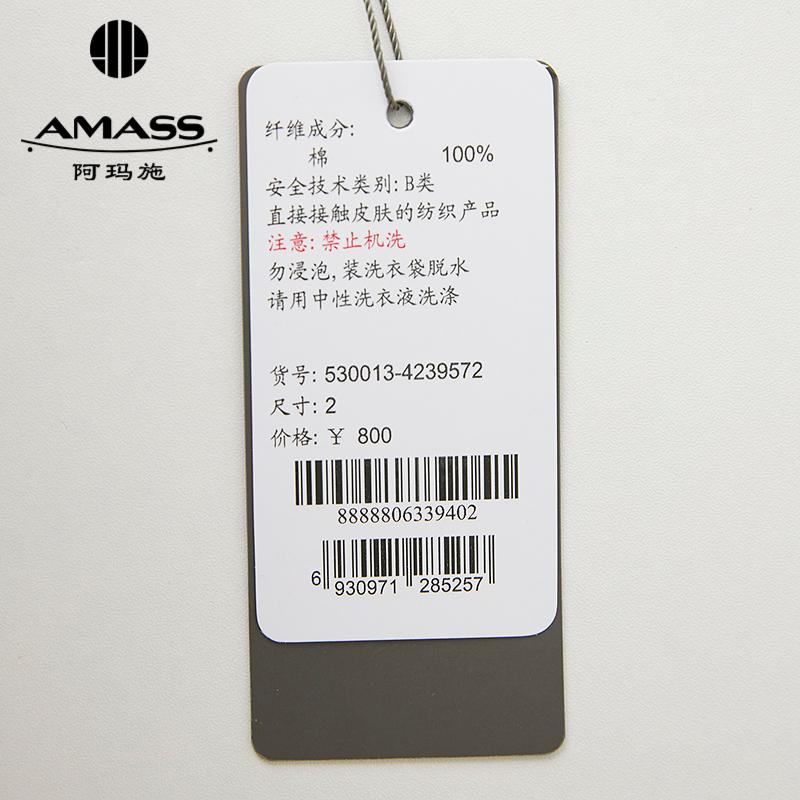 AMASS
阿玛施
纤维成分:
棉 100%
安全技术类别: B类
直接接触皮肤的纺织产品
注意: 禁止机洗
勿浸泡, 装洗衣袋脱水
请用中性洗衣液洗涤
货号: 530013-4239572
尺寸: 2
价格: ¥ 800
8888806339402
6 930971 285257